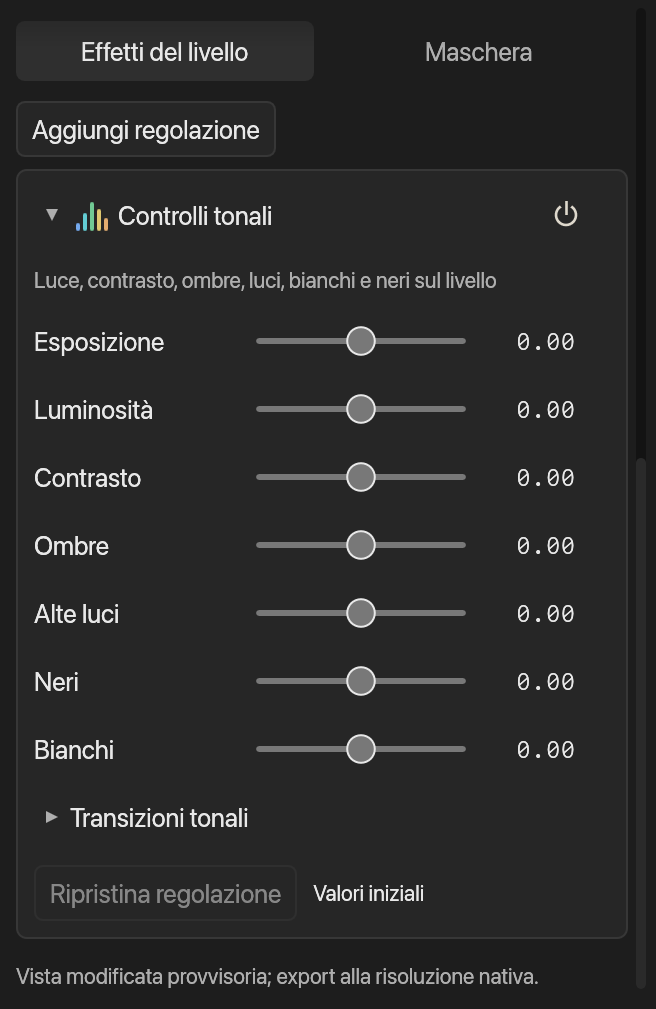 Effetti del livello
Maschera
Aggiungi regolazione
Controlli tonali
Luce, contrasto, ombre, luci, bianchi e neri sul livello
Esposizione 0.00
Luminosità 0.00
Contrasto 0.00
Ombre 0.00
Alte luci 0.00
Neri 0.00
Bianchi 0.00
Transizioni tonali
Ripristina regolazione Valori iniziali
Vista modificata provvisoria; export alla risoluzione nativa.